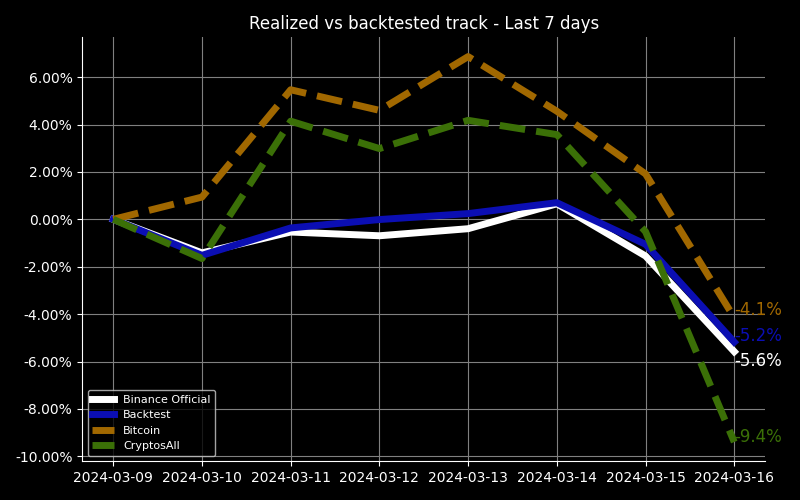 Realized vs backtested track - Last 7 days
6.00%
4.00%
2.00%
0.00%
-2.00%
-4.00%
-6.00%
-8.00%
-10.00%
-4.1%
-5.2%
-5.6%
-9.4%
Binance Official
Backtest
Bitcoin
CryptosAll
2024-03-09 2024-03-10 2024-03-11 2024-03-12 2024-03-13 2024-03-14 2024-03-15 2024-03-16